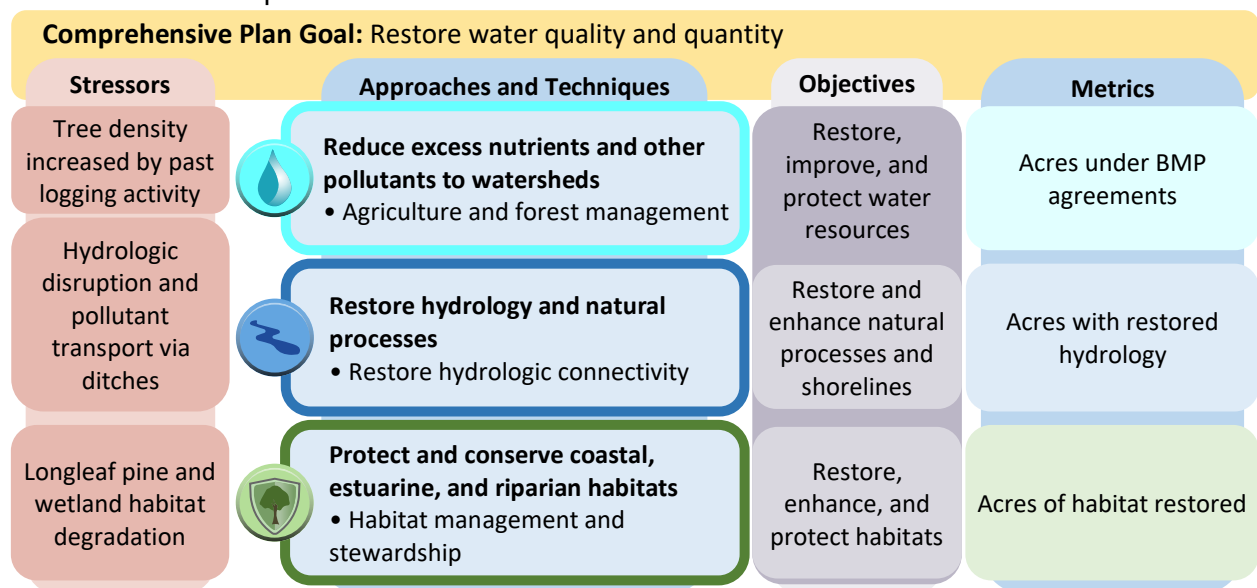 Comprehensive Plan Goal: Restore water quality and quantity
Stressors
Approaches and Techniques
Objectives
Metrics
Tree density
increased by past
logging activity
Reduce excess nutrients and other
pollutants to watersheds
• Agriculture and forest management
Restore,
improve, and
protect water
resources
Acres under BMP
agreements
Hydrologic
disruption and
pollutant
transport via
ditches
Restore hydrology and natural
processes
• Restore hydrologic connectivity
Restore and
enhance natural
processes and
shorelines
Acres with restored
hydrology
Longleaf pine and
wetland habitat
degradation
Protect and conserve coastal,
estuarine, and riparian habitats
• Habitat management and
stewardship
Restore,
enhance, and
protect habitats
Acres of habitat restored